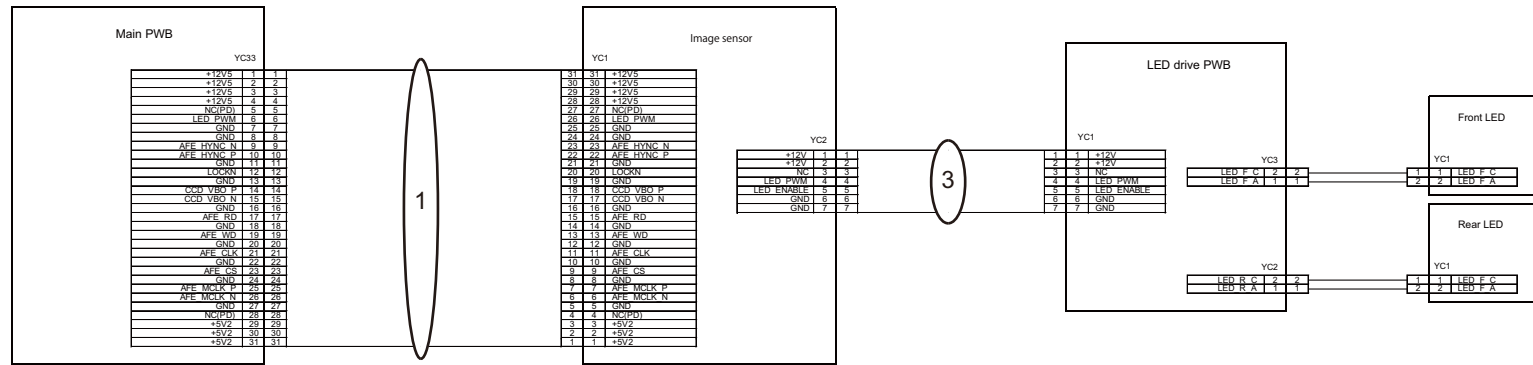 Main PWB
YC33
+12V5 1 1
+12V5 2 2
+12V5 3 3
+12V5 4 4
NC(PD) 5 5
LED PWM 6 6
GND 7 7
GND 8 8
AFE HYNC N 9 9
AFE HYNC P 10 10
GND 11 11
LOCKN 12 12
GND 13 13
CCD VBO P 14 14
CCD VBO N 15 15
GND 16 16
AFE RD 17 17
GND 18 18
AFE WD 19 19
GND 20 20
AFE CLK 21 21
GND 22 22
AFE CS 23 23
GND 24 24
AFE MCLK P 25 25
AFE MCLK N 26 26
GND 27 27
NC(PD) 28 28
+5V2 29 29
+5V2 30 30
+5V2 31 31
1
Image sensor
YC1
31 31 +12V5
30 30 +12V5
29 29 +12V5
28 28 +12V5
27 27 NC(PD)
26 26 LED PWM
25 25 GND
24 24 GND
23 23 AFE HYNC N
22 22 AFE HYNC P
21 21 GND
20 20 LOCKN
19 19 GND
18 18 CCD VBO P
17 17 CCD VBO N
16 16 GND
15 15 AFE RD
14 14 GND
13 13 AFE WD
12 12 GND
11 11 AFE CLK
10 10 GND
9 9 AFE CS
8 8 GND
7 7 AFE MCLK P
6 6 AFE MCLK N
5 5 GND
4 4 NC(PD)
3 3 +5V2
2 2 +5V2
1 1 +5V2
YC2
+12V 1 1
+12V 2 2
NC 3 3
LED PWM 4 4
LED ENABLE 5 5
GND 6 6
GND 7 7
3
LED drive PWB
YC1
1 1 +12V
2 2 +12V
3 3 NC
4 4 LED PWM
5 5 LED ENABLE
6 6 GND
7 7 GND
YC3
LED F C 2 2
LED F A 1 1
YC2
LED R C 2 2
LED R A 1 1
Front LED
YC1
1 1 LED F C
2 2 LED F A
Rear LED
YC1
1 1 LED F C
2 2 LED F A